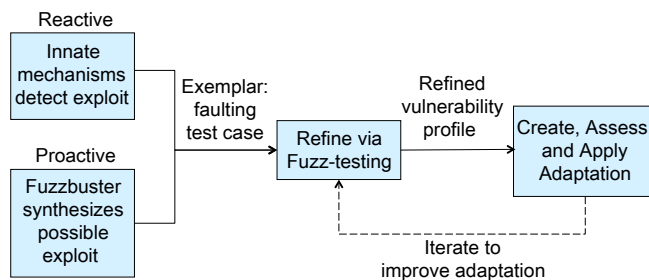 Reactive
Innate
mechanisms
detect exploit
Proactive
Fuzzbuster
synthesizes
possible
exploit
Exemplar:
faulting
test case
Refine via
Fuzz-testing
Refined
vulnerability
profile
Create, Assess
and Apply
Adaptation
Iterate to
improve adaptation